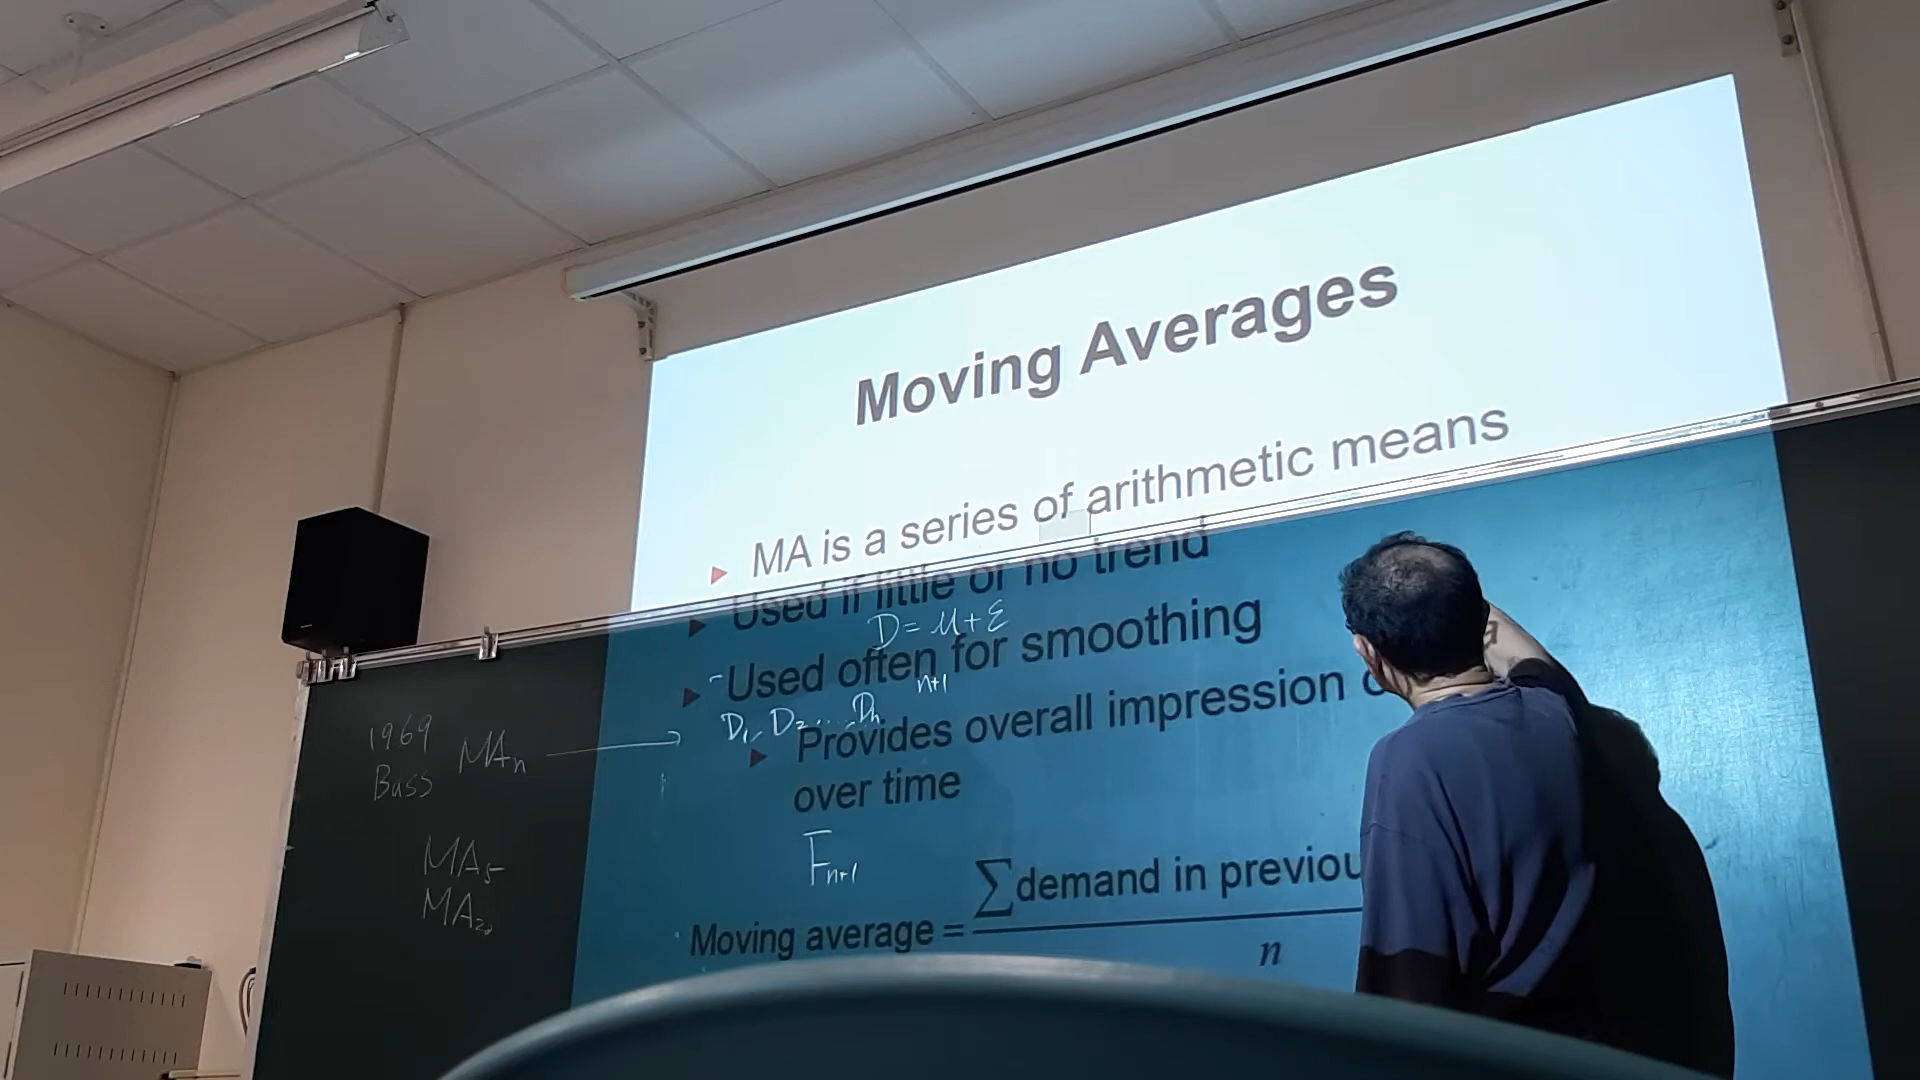 Moving Averages
MA is a series of arithmetic means
Used if little or no trend
D = μ + ε
Used often for smoothing
n+1
D₁, D₂ .... Dₙ
Provides overall impression
over time
1969
Bass
MAₙ
MA₅
MA₂₀
Fₙ₊₁
Moving average = ∑ demand in previou
n